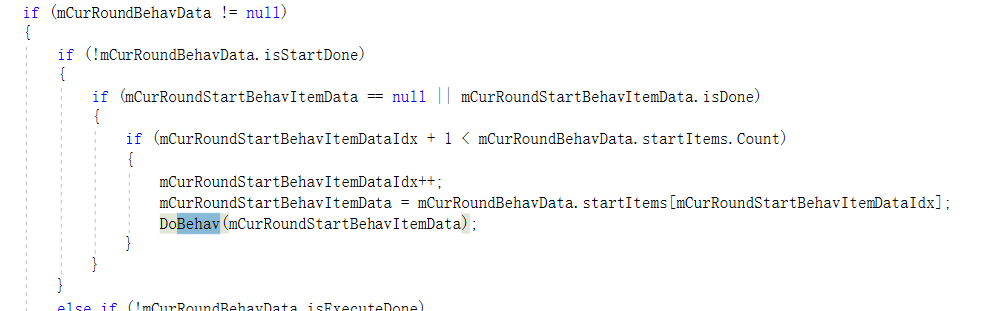 if (mCurRoundBehavData != null)
{
if (!mCurRoundBehavData.isStartDone)
{
if (mCurRoundStartBehavItemData == null || mCurRoundStartBehavItemData.isDone)
{
if (mCurRoundStartBehavItemDataIdx + 1 < mCurRoundBehavData.startItems.Count)
{
mCurRoundStartBehavItemDataIdx++;
mCurRoundStartBehavItemData = mCurRoundBehavData.startItems[mCurRoundStartBehavItemDataIdx];
DoBehav(mCurRoundStartBehavItemData);
}
}
}
else if (!mCurRoundBehavData.isExecuteDone)